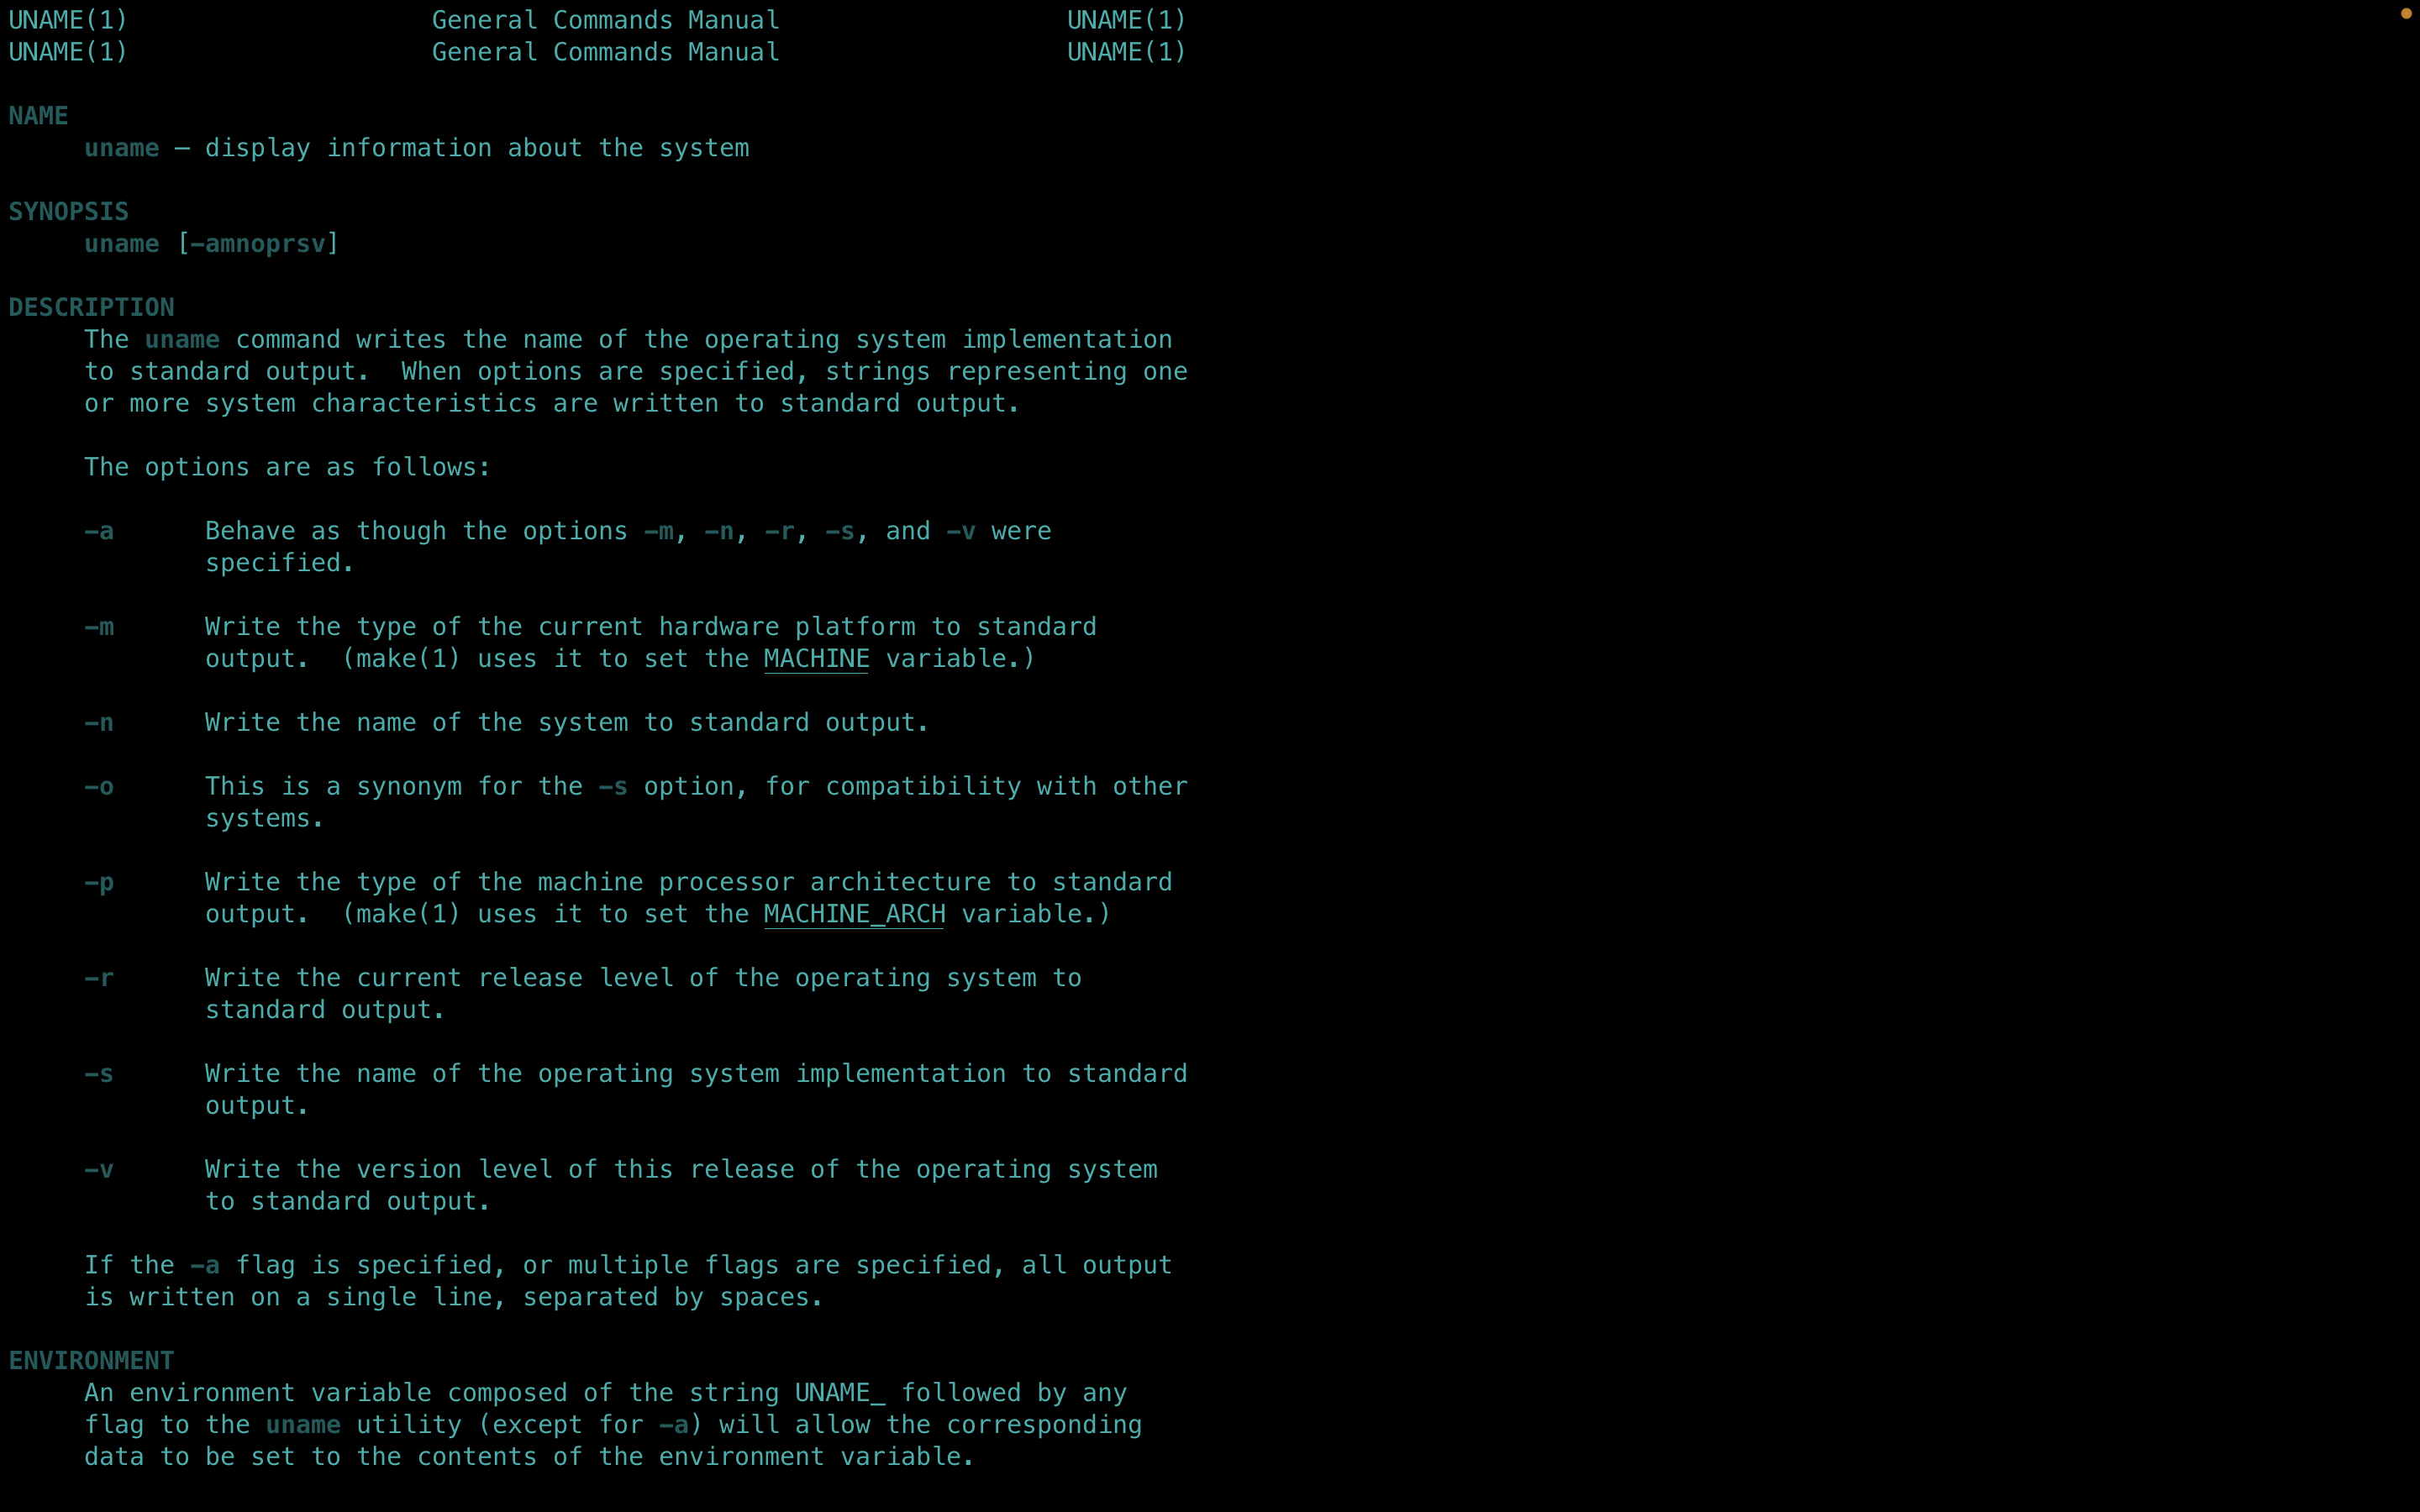 UNAME(1)                    General Commands Manual                   UNAME(1)
UNAME(1)                    General Commands Manual                   UNAME(1)

NAME
     uname – display information about the system

SYNOPSIS
     uname [-amnoprsv]

DESCRIPTION
     The uname command writes the name of the operating system implementation
     to standard output.  When options are specified, strings representing one
     or more system characteristics are written to standard output.

     The options are as follows:

     -a      Behave as though the options -m, -n, -r, -s, and -v were
             specified.

     -m      Write the type of the current hardware platform to standard
             output.  (make(1) uses it to set the MACHINE variable.)

     -n      Write the name of the system to standard output.

     -o      This is a synonym for the -s option, for compatibility with other
             systems.

     -p      Write the type of the machine processor architecture to standard
             output.  (make(1) uses it to set the MACHINE_ARCH variable.)

     -r      Write the current release level of the operating system to
             standard output.

     -s      Write the name of the operating system implementation to standard
             output.

     -v      Write the version level of this release of the operating system
             to standard output.

     If the -a flag is specified, or multiple flags are specified, all output
     is written on a single line, separated by spaces.

ENVIRONMENT
     An environment variable composed of the string UNAME_ followed by any
     flag to the uname utility (except for -a) will allow the corresponding
     data to be set to the contents of the environment variable.